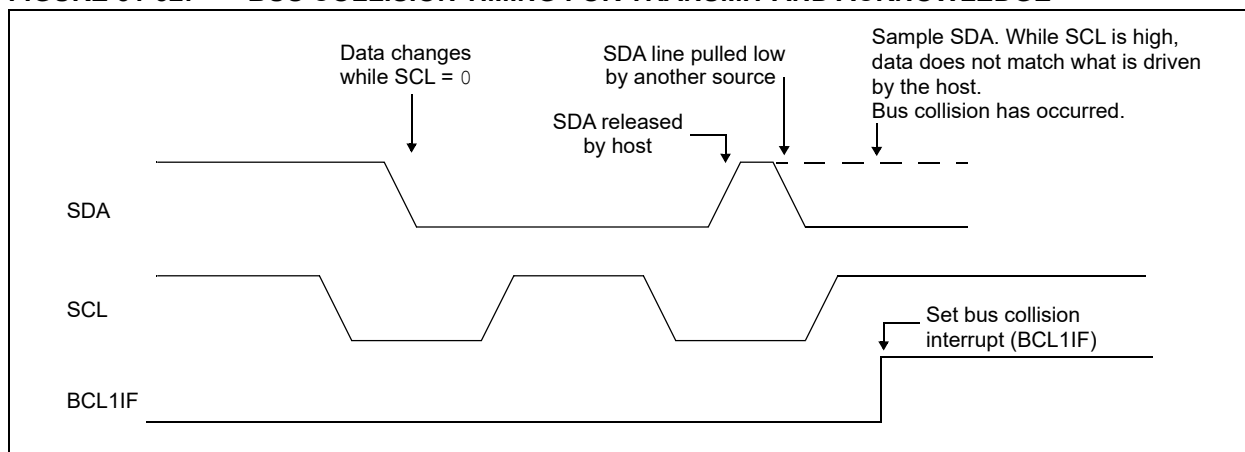 Data changes
while SCL = 0
SDA line pulled low
by another source
SDA released
by host
Sample SDA. While SCL is high,
data does not match what is driven
by the host.
Bus collision has occurred.
SDA
SCL
Set bus collision
interrupt (BCL1IF)
BCL1IF